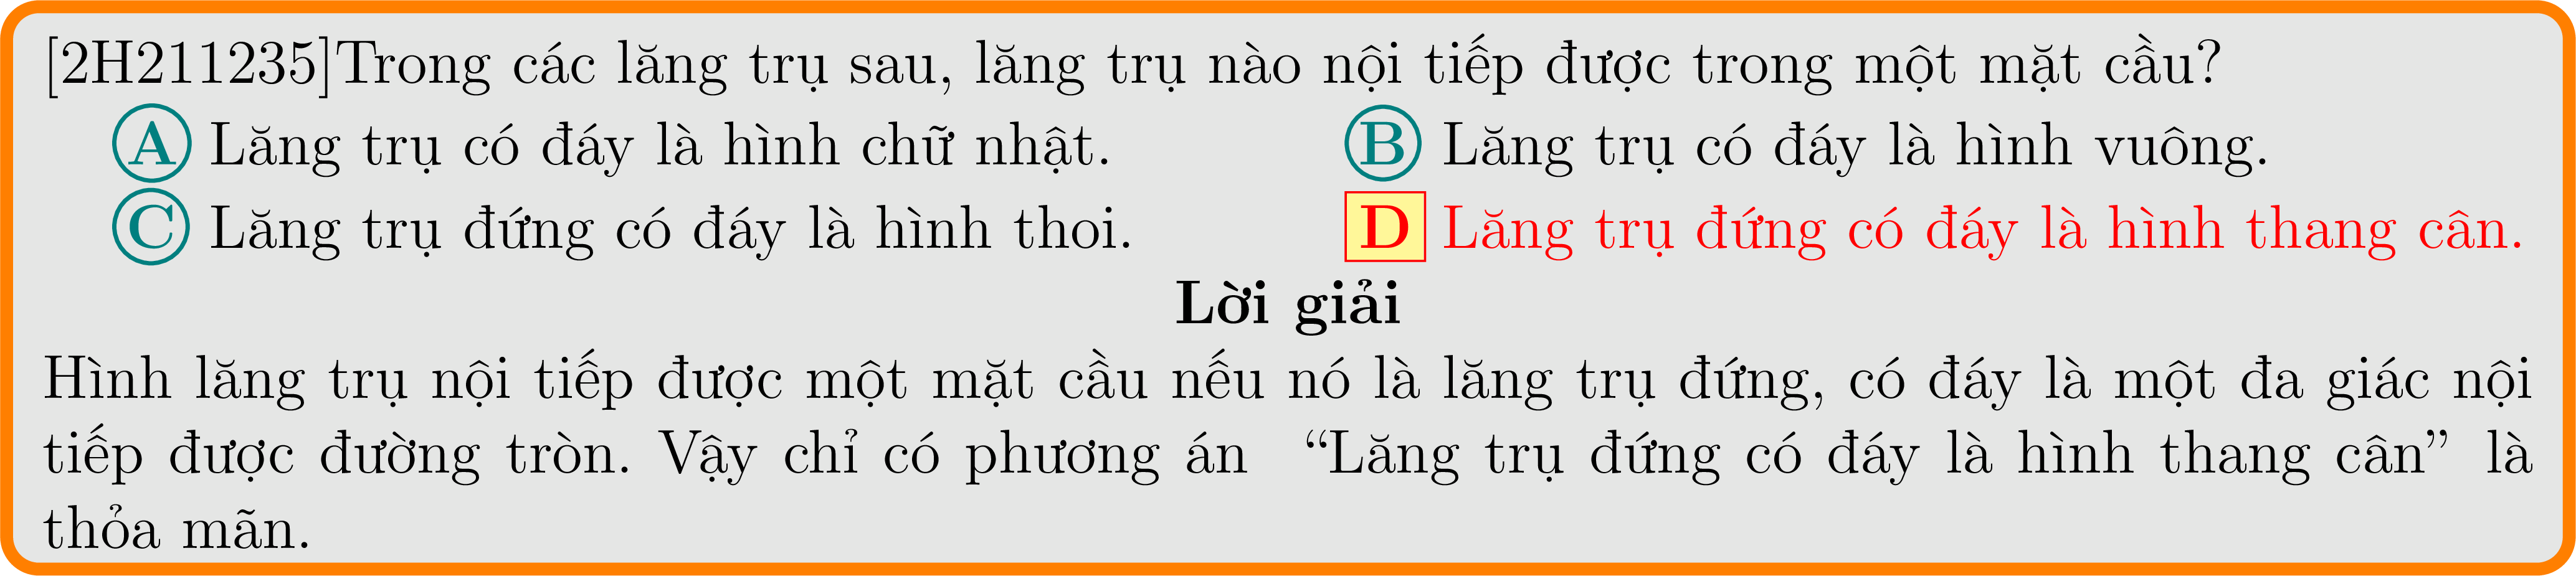 [2H211235]Trong các lăng trụ sau, lăng trụ nào nội tiếp được trong một mặt cầu?
A Lăng trụ có đáy là hình chữ nhật. B Lăng trụ có đáy là hình vuông.
C Lăng trụ đứng có đáy là hình thoi. D Lăng trụ đứng có đáy là hình thang cân.
Lời giải
Hình lăng trụ nội tiếp được một mặt cầu nếu nó là lăng trụ đứng, có đáy là một đa giác nội
tiếp được đường tròn. Vậy chỉ có phương án “Lăng trụ đứng có đáy là hình thang cân” là
thỏa mãn.